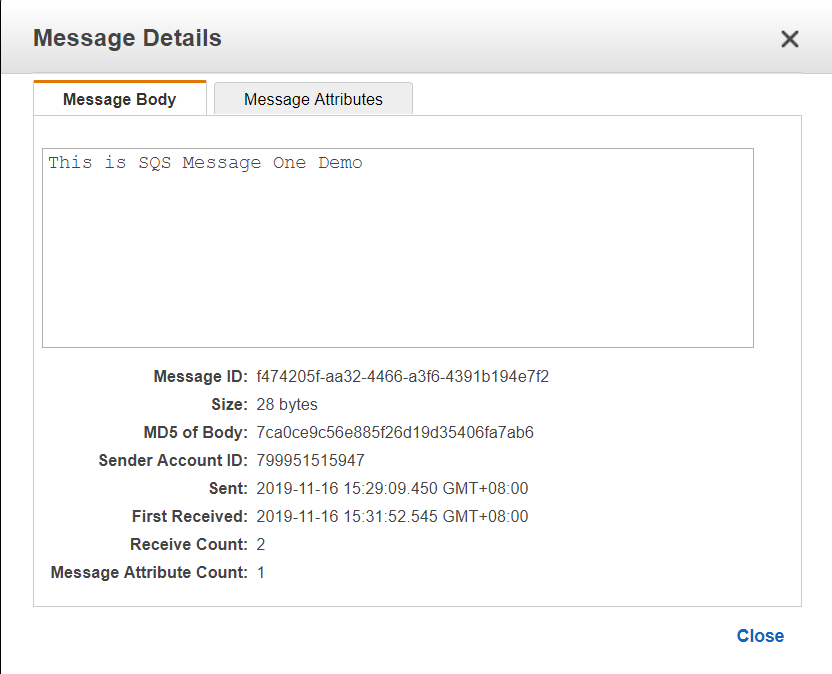 Message Details
Message Body
Message Attributes
This is SQS Message One Demo
Message ID: f474205f-aa32-4466-a3f6-4391b194e7f2
Size: 28 bytes
MD5 of Body: 7ca0ce9c56e885f26d19d35406fa7ab6
Sender Account ID: 799951515947
Sent: 2019-11-16 15:29:09.450 GMT+08:00
First Received: 2019-11-16 15:31:52.545 GMT+08:00
Receive Count: 2
Message Attribute Count: 1
Close